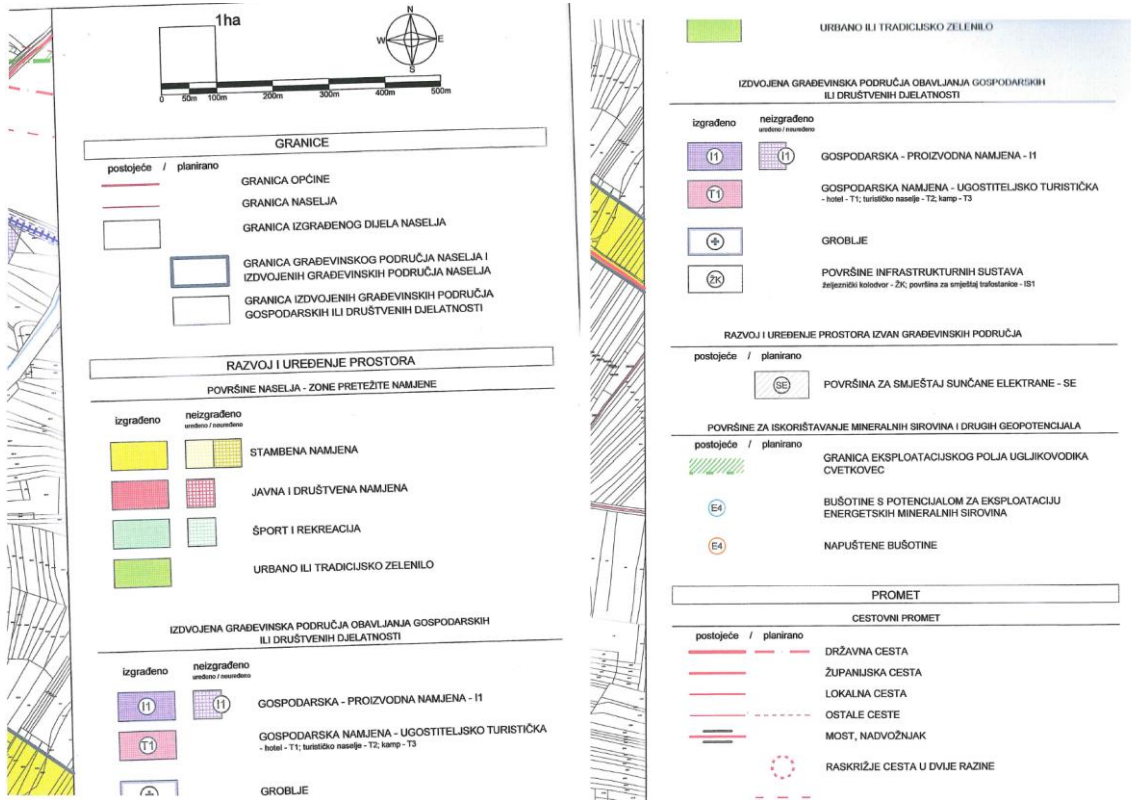 1ha
N
W
E
S
0 50m 100m 200m 300m 400m 500m
GRANICE
postojeće / planirano
GRANICA OPĆINE
GRANICA NASELJA
GRANICA IZGRAĐENOG DIJELA NASELJA
GRANICA GRAĐEVINSKOG PODRUČJA NASELJA I
IZDVOJENIH GRAĐEVINSKIH PODRUČJA NASELJA
GRANICA IZDVOJENIH GRAĐEVINSKIH PODRUČJA
GOSPODARSKIH ILI DRUŠTVENIH DJELATNOSTI
RAZVOJ I UREĐENJE PROSTORA
POVRŠINE NASELJA - ZONE PRETEŽITE NAMJENE
izgrađeno
neizgrađeno
uređeno / neuređeno
STAMBENA NAMJENA
JAVNA I DRUŠTVENA NAMJENA
ŠPORT I REKREACIJA
URBANO ILI TRADICIJSKO ZELENILO
IZDVOJENA GRAĐEVINSKA PODRUČJA OBAVLJANJA GOSPODARSKIH
ILI DRUŠTVENIH DJELATNOSTI
izgrađeno
neizgrađeno
uređeno / neuređeno
I1
I1
GOSPODARSKA - PROIZVODNA NAMJENA - I1
T1
GOSPODARSKA NAMJENA - UGOSTITELJSKO TURISTIČKA
- hotel - T1; turističko naselje - T2; kamp - T3
GROBLJE
URBANO ILI TRADICIJSKO ZELENILO
IZDVOJENA GRAĐEVINSKA PODRUČJA OBAVLJANJA GOSPODARSKIH
ILI DRUŠTVENIH DJELATNOSTI
izgrađeno
neizgrađeno
uređeno / neuređeno
I1
I1
GOSPODARSKA - PROIZVODNA NAMJENA - I1
T1
GOSPODARSKA NAMJENA - UGOSTITELJSKO TURISTIČKA
- hotel - T1; turističko naselje - T2; kamp - T3
GROBLJE
ŽK
POVRŠINE INFRASTRUKTURNIH SUSTAVA
željeznički kolodvor - ŽK; površina za smještaj trafostanice - IS1
RAZVOJ I UREĐENJE PROSTORA IZVAN GRAĐEVINSKIH PODRUČJA
postojeće / planirano
SE
POVRŠINA ZA SMJEŠTAJ SUNČANE ELEKTRANE - SE
POVRŠINE ZA ISKORIŠTAVANJE MINERALNIH SIROVINA I DRUGIH GEOPOTENCIJALA
postojeće / planirano
GRANICA EKSPLOATACIJSKOG POLJA UGLJIKOVODIKA
CVETKOVEC
E4
BUŠOTINE S POTENCIJALOM ZA EKSPLOATACIJU
ENERGETSKIH MINERALNIH SIROVINA
E4
NAPUŠTENE BUŠOTINE
PROMET
CESTOVNI PROMET
postojeće / planirano
DRŽAVNA CESTA
ŽUPANIJSKA CESTA
LOKALNA CESTA
OSTALE CESTE
MOST, NADVOŽNJAK
RASKRIŽJE CESTA U DVIJE RAZINE